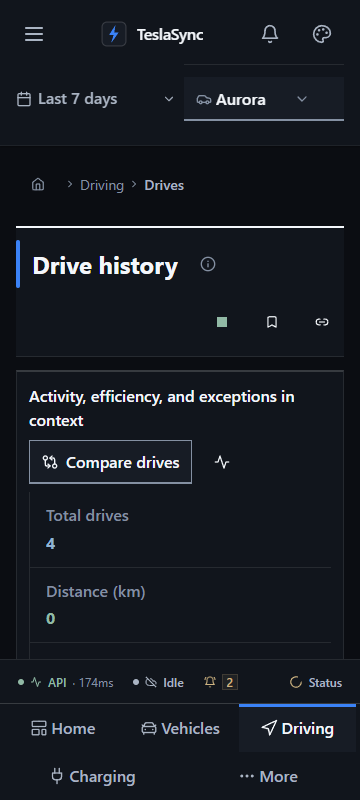 TeslaSync
Last 7 days
Aurora
Driving
Drives
Drive history
Activity, efficiency, and exceptions in
context
Compare drives
Total drives
4
Distance (km)
0
API · 174ms
Idle
2
Status
Home
Vehicles
Driving
Charging
More